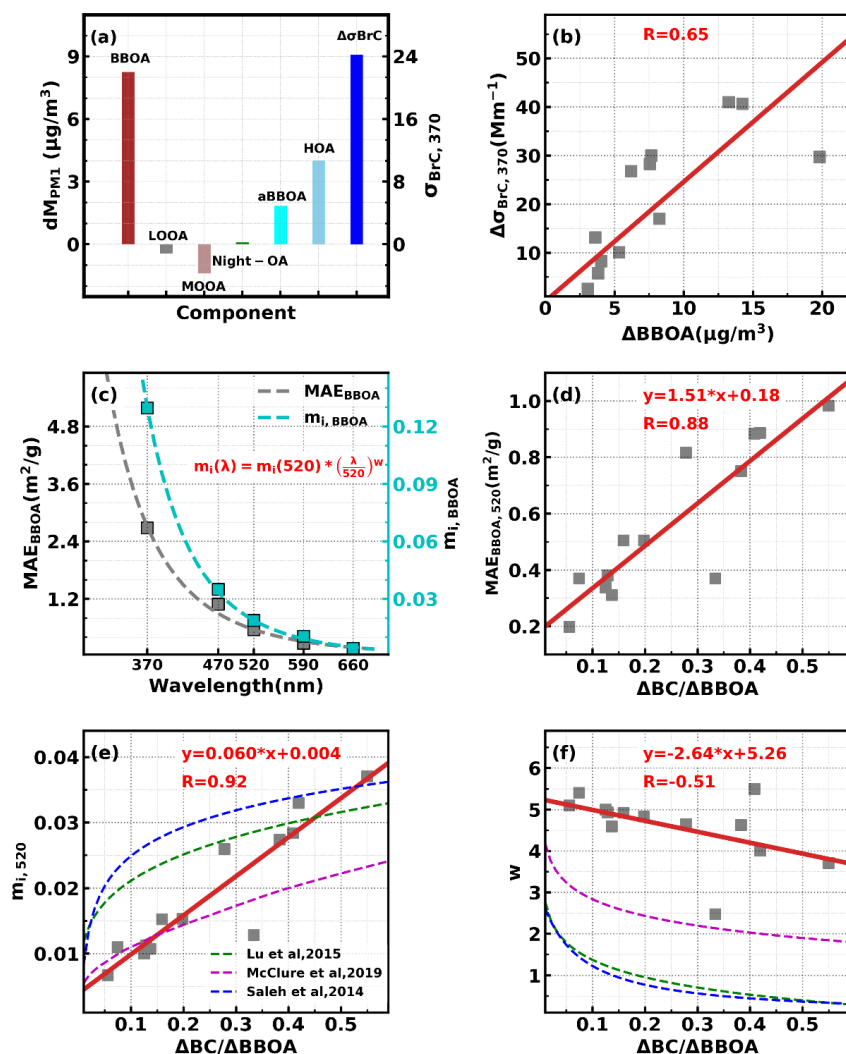 (a)
BBOA
LOOA
MOOA
Night−OA
aBBOA
HOA
ΔσBrC
9
6
3
0
dM_PM1 (μg/m³)
24
16
8
0
σ_BrC, 370
Component
(b)
R=0.65
50
40
30
20
10
Δσ_BrC, 370(Mm⁻¹)
0 5 10 15 20
ΔBBOA(μg/m³)
(c)
MAE_BBOA
m_i, BBOA
m_i(λ) = m_i(520) * (λ/520)^w
4.8
3.6
2.4
1.2
MAE_BBOA(m²/g)
0.12
0.09
0.06
0.03
m_i, BBOA
370 470 520 590 660
Wavelength(nm)
(d)
y=1.51*x+0.18
R=0.88
1.0
0.8
0.6
0.4
0.2
MAE_BBOA, 520(m²/g)
0.1 0.2 0.3 0.4 0.5
ΔBC/ΔBBOA
(e)
y=0.060*x+0.004
R=0.92
0.04
0.03
0.02
0.01
m_i, 520
Lu et al,2015
McClure et al,2019
Saleh et al,2014
0.1 0.2 0.3 0.4 0.5
ΔBC/ΔBBOA
(f)
y=-2.64*x+5.26
R=-0.51
6
5
4
3
2
1
w
0.1 0.2 0.3 0.4 0.5
ΔBC/ΔBBOA